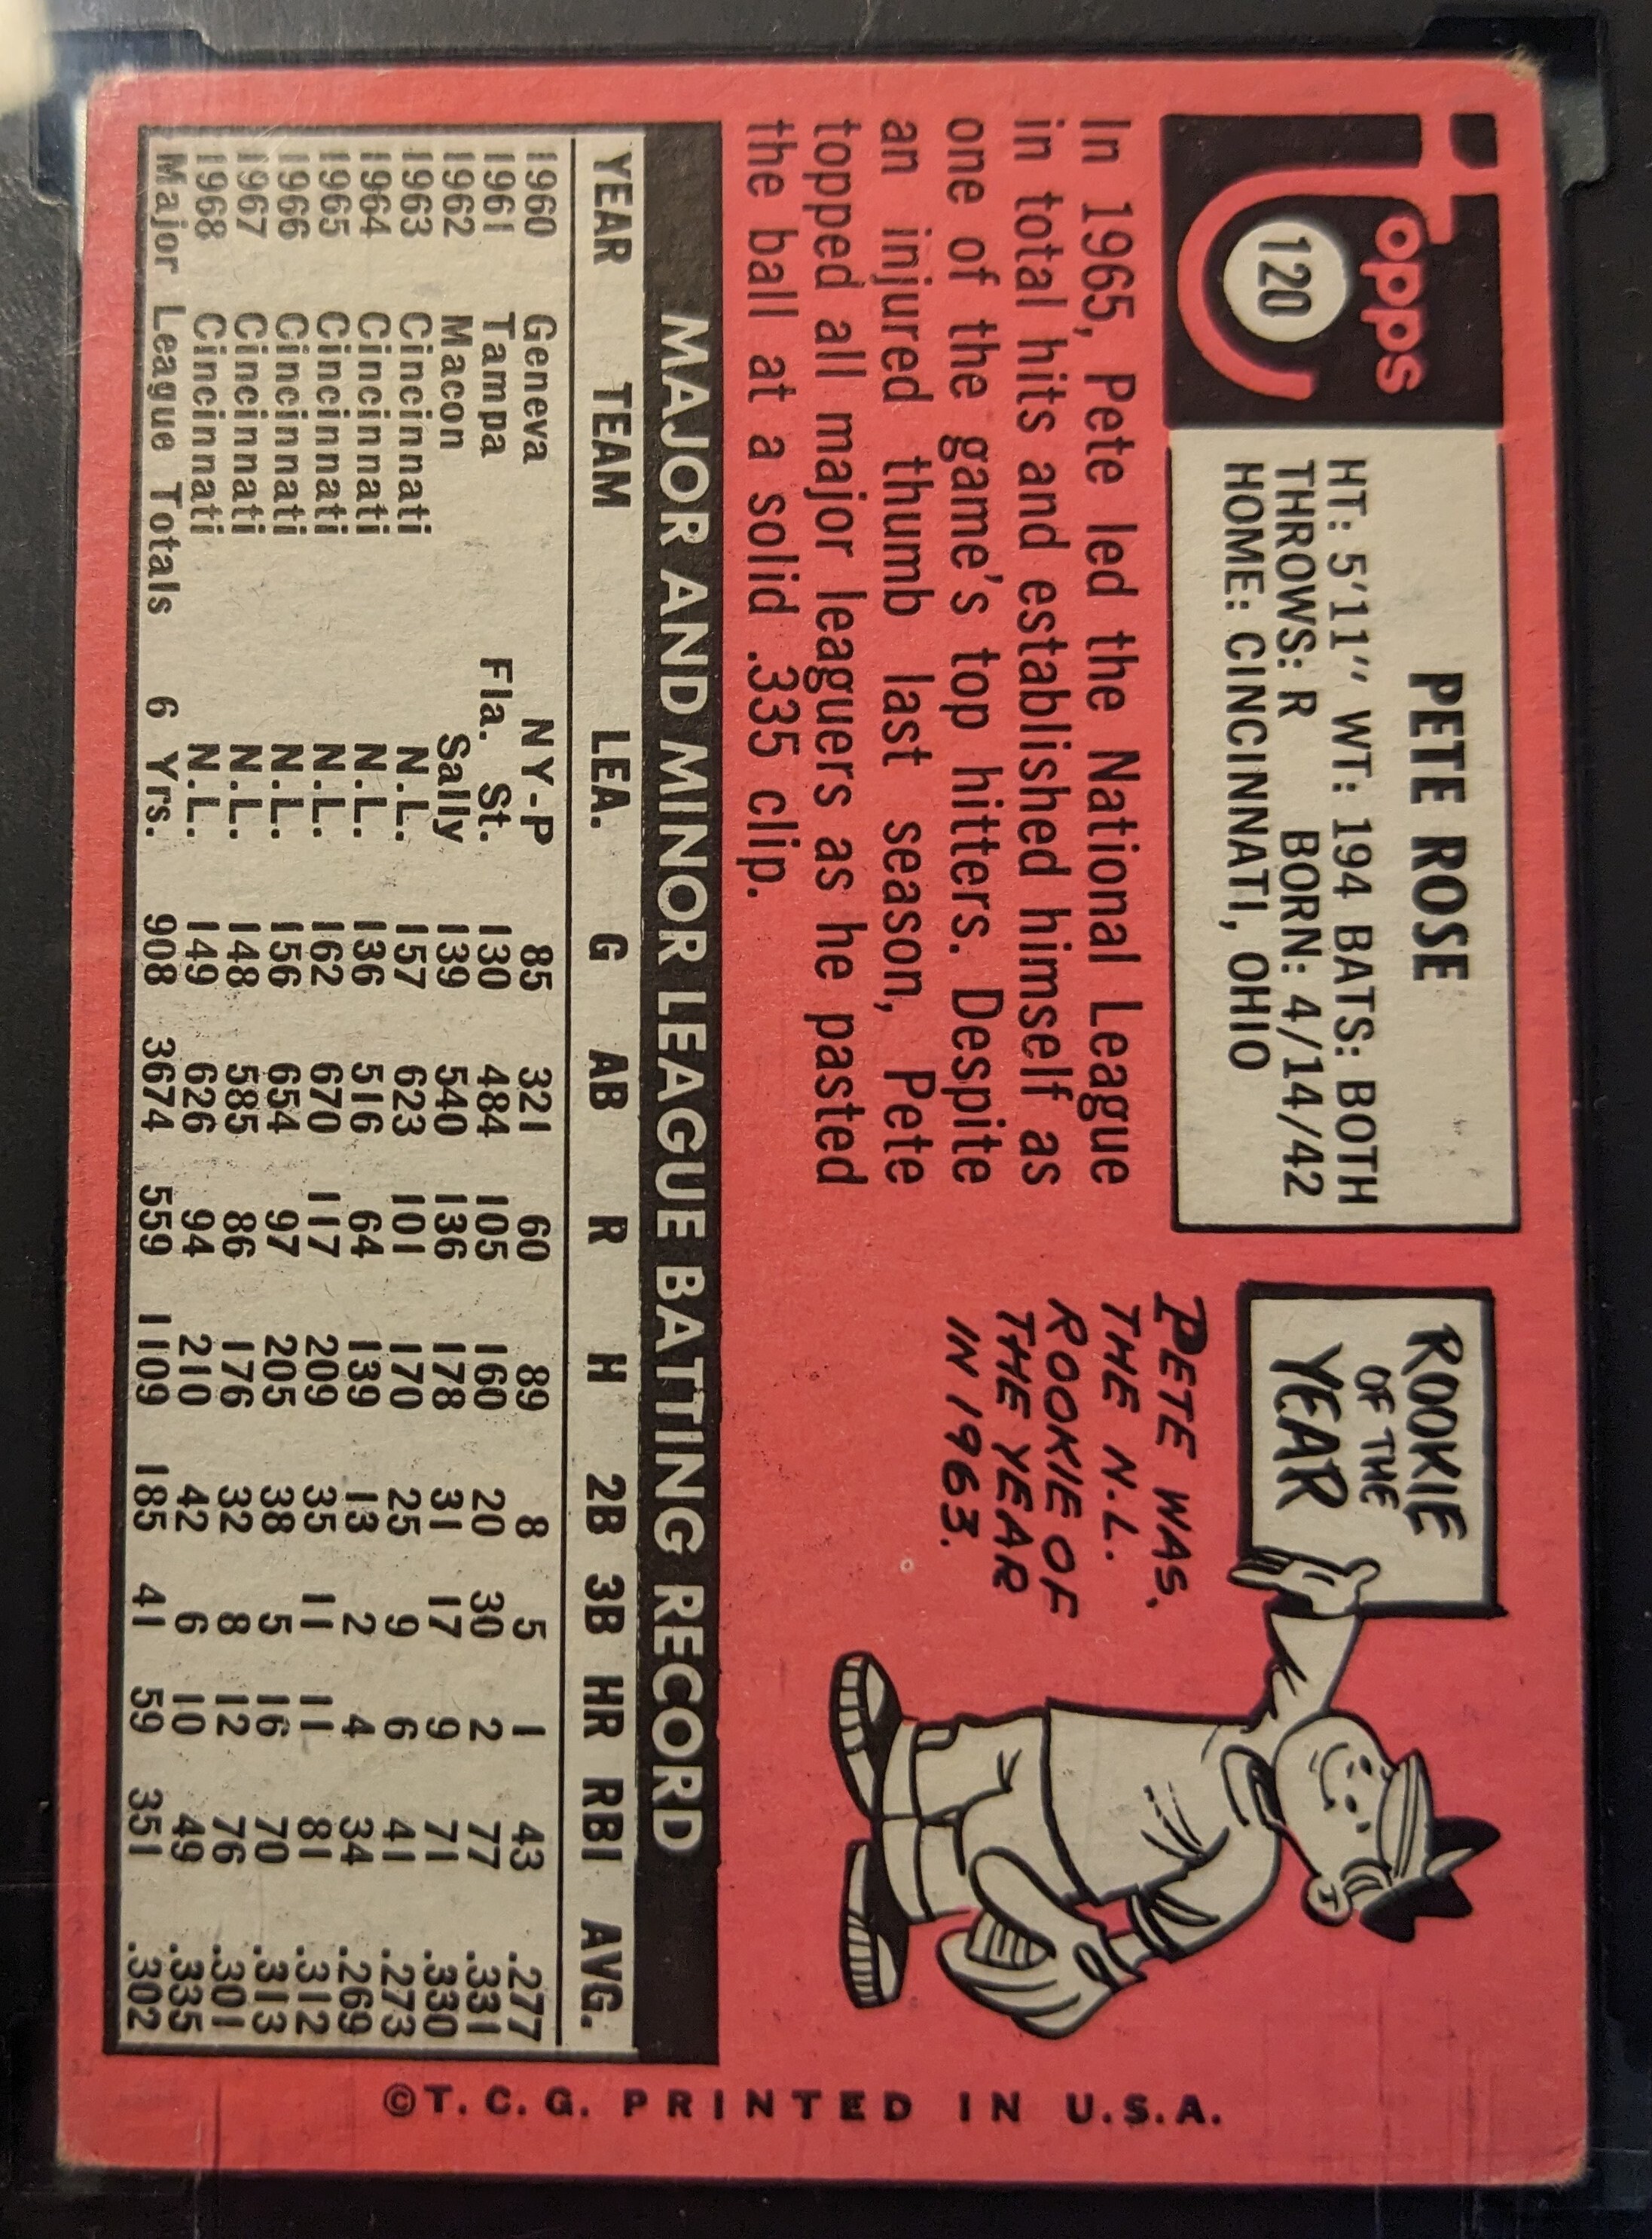 Topps
120
PETE ROSE
HT: 5'11" WT: 194 BATS: BOTH
THROWS: R BORN: 4/14/42
HOME: CINCINNATI, OHIO
ROOKIE
OF THE
YEAR
PETE WAS
THE N.L.
ROOKIE OF
THE YEAR
IN 1963.
In 1965, Pete led the National League
in total hits and established himself as
one of the game's top hitters. Despite
an injured thumb last season, Pete
topped all major leaguers as he pasted
the ball at a solid .335 clip.
MAJOR AND MINOR LEAGUE BATTING RECORD
YEAR TEAM LEA. G AB R H 2B 3B HR RBI AVG.
1960 Geneva NY-P 85 321 60 89 8 5 1 43 .277
1961 Tampa Fla. St. 130 484 105 160 20 30 2 77 .331
1962 Macon Sally 139 540 136 178 31 17 9 71 .330
1963 Cincinnati N.L. 157 623 101 170 25 9 6 41 .273
1964 Cincinnati N.L. 136 516 64 139 13 2 4 34 .269
1965 Cincinnati N.L. 162 670 117 209 35 11 11 81 .312
1966 Cincinnati N.L. 156 654 97 205 38 5 16 70 .313
1967 Cincinnati N.L. 148 585 86 176 32 8 12 76 .301
1968 Cincinnati N.L. 149 626 94 210 42 6 10 49 .335
Major League Totals 6 Yrs. 908 3674 559 1109 185 41 59 351 .302
©T.C.G. PRINTED IN U.S.A.